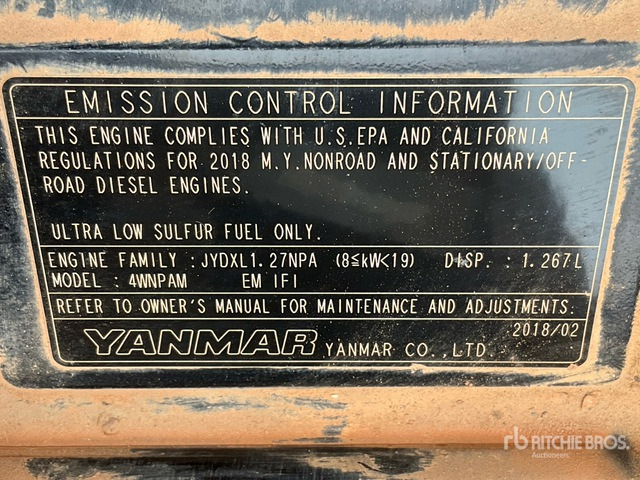 EMISSION CONTROL INFORMATION
THIS ENGINE COMPLIES WITH U.S.EPA AND CALIFORNIA
REGULATIONS FOR 2018 M.Y.NONROAD AND STATIONARY/OFF-
ROAD DIESEL ENGINES.
ULTRA LOW SULFUR FUEL ONLY.
ENGINE FAMILY : JYDXL1.27NPA (8≦kW<19) DISP. : 1.267L
MODEL : 4WNPAM EM IFI
REFER TO OWNER'S MANUAL FOR MAINTENANCE AND ADJUSTMENTS.
2018/02
YANMAR YANMAR CO.,LTD.
rb RITCHIE BROS.
Auctioneers